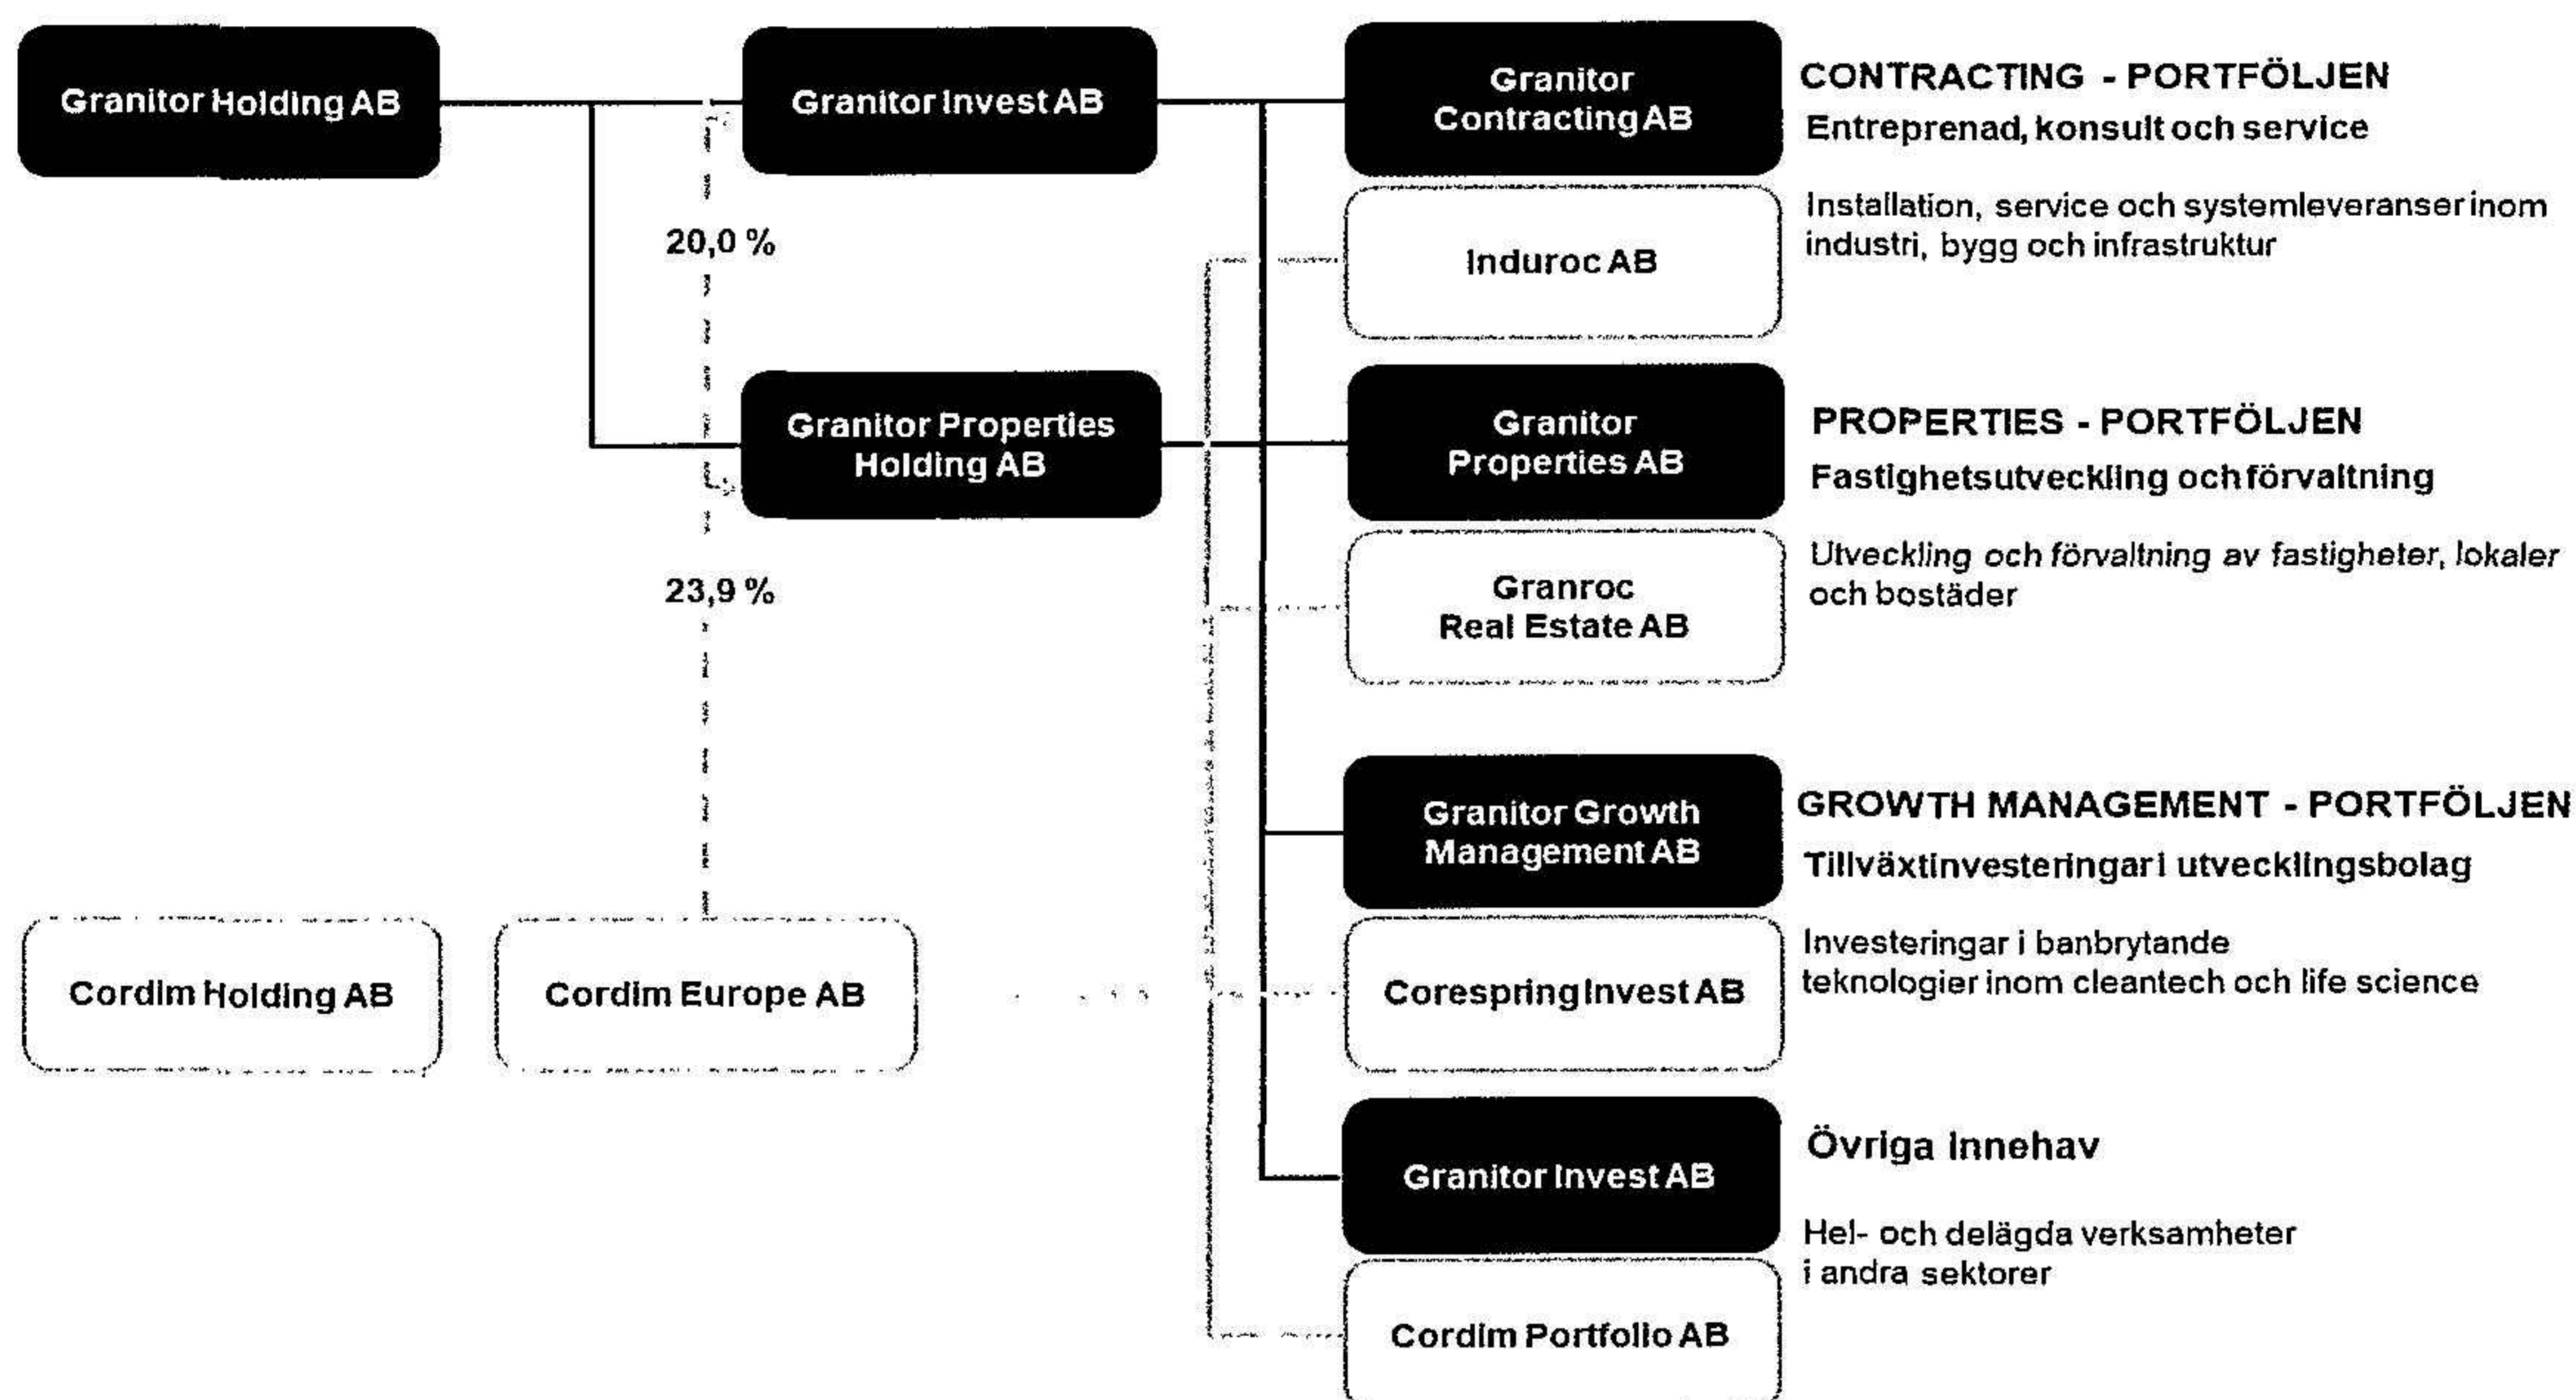 Granitor Holding AB
Granitor Invest AB
Granitor
Contracting AB
CONTRACTING - PORTFÖLJEN
Entreprenad, konsult och service
Installation, service och systemleveranser inom
industri, bygg och infrastruktur
20,0 %
Induroc AB
Granitor Properties
Holding AB
Granitor
Properties AB
PROPERTIES - PORTFÖLJEN
Fastighetsutveckling och förvaltning
Utveckling och förvaltning av fastigheter, lokaler
och bostäder
23,9 %
Granroc
Real Estate AB
Granitor Growth
Management AB
GROWTH MANAGEMENT - PORTFÖLJEN
Tillväxtinvesteringar i utvecklingsbolag
Investeringar i banbrytande
teknologier inom cleantech och life science
Cordim Holding AB
Cordim Europe AB
Corespring Invest AB
Granitor Invest AB
Övriga Innehav
Hel- och delägda verksamheter
i andra sektorer
Cordim Portfolio AB